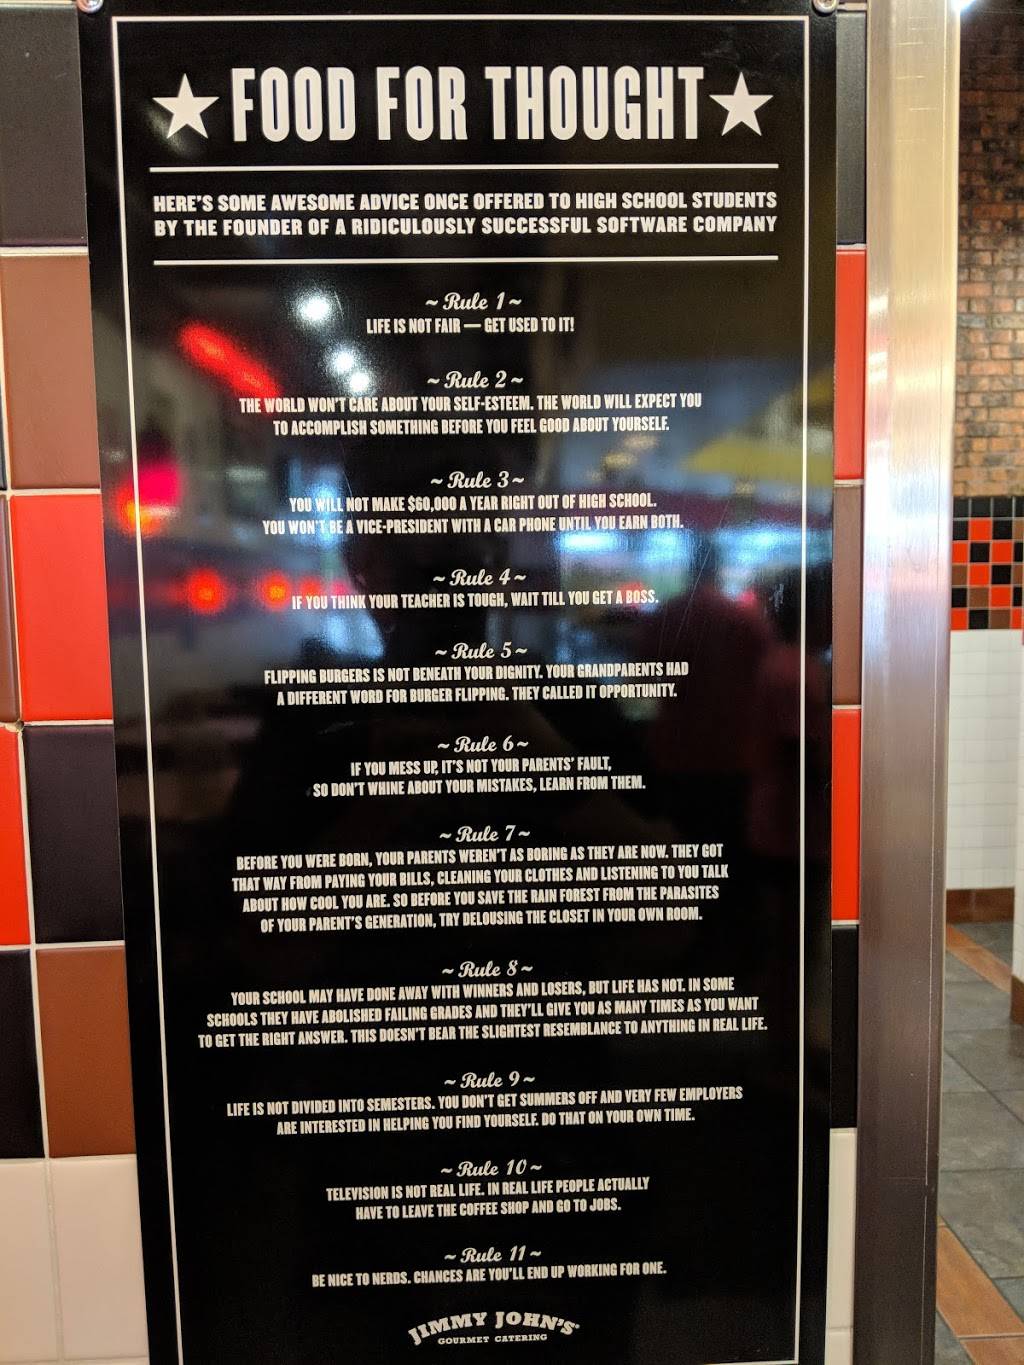 ★ FOOD FOR THOUGHT ★
HERE'S SOME AWESOME ADVICE ONCE OFFERED TO HIGH SCHOOL STUDENTS
BY THE FOUNDER OF A RIDICULOUSLY SUCCESSFUL SOFTWARE COMPANY
~ Rule 1 ~
LIFE IS NOT FAIR — GET USED TO IT!
~ Rule 2 ~
THE WORLD WON'T CARE ABOUT YOUR SELF-ESTEEM. THE WORLD WILL EXPECT YOU
TO ACCOMPLISH SOMETHING BEFORE YOU FEEL GOOD ABOUT YOURSELF.
~ Rule 3 ~
YOU WILL NOT MAKE $60,000 A YEAR RIGHT OUT OF HIGH SCHOOL.
YOU WON'T BE A VICE-PRESIDENT WITH A CAR PHONE UNTIL YOU EARN BOTH.
~ Rule 4 ~
IF YOU THINK YOUR TEACHER IS TOUGH, WAIT TILL YOU GET A BOSS.
~ Rule 5 ~
FLIPPING BURGERS IS NOT BENEATH YOUR DIGNITY. YOUR GRANDPARENTS HAD
A DIFFERENT WORD FOR BURGER FLIPPING. THEY CALLED IT OPPORTUNITY.
~ Rule 6 ~
IF YOU MESS UP, IT'S NOT YOUR PARENTS' FAULT,
SO DON'T WHINE ABOUT YOUR MISTAKES, LEARN FROM THEM.
~ Rule 7 ~
BEFORE YOU WERE BORN, YOUR PARENTS WEREN'T AS BORING AS THEY ARE NOW. THEY GOT
THAT WAY FROM PAYING YOUR BILLS, CLEANING YOUR CLOTHES AND LISTENING TO YOU TALK
ABOUT HOW COOL YOU ARE. SO BEFORE YOU SAVE THE RAIN FOREST FROM THE PARASITES
OF YOUR PARENT'S GENERATION, TRY DELOUSING THE CLOSET IN YOUR OWN ROOM.
~ Rule 8 ~
YOUR SCHOOL MAY HAVE DONE AWAY WITH WINNERS AND LOSERS, BUT LIFE HAS NOT. IN SOME
SCHOOLS THEY HAVE ABOLISHED FAILING GRADES AND THEY'LL GIVE YOU AS MANY TIMES AS YOU WANT
TO GET THE RIGHT ANSWER. THIS DOESN'T BEAR THE SLIGHTEST RESEMBLANCE TO ANYTHING IN REAL LIFE.
~ Rule 9 ~
LIFE IS NOT DIVIDED INTO SEMESTERS. YOU DON'T GET SUMMERS OFF AND VERY FEW EMPLOYERS
ARE INTERESTED IN HELPING YOU FIND YOURSELF. DO THAT ON YOUR OWN TIME.
~ Rule 10 ~
TELEVISION IS NOT REAL LIFE. IN REAL LIFE PEOPLE ACTUALLY
HAVE TO LEAVE THE COFFEE SHOP AND GO TO JOBS.
~ Rule 11 ~
BE NICE TO NERDS. CHANCES ARE YOU'LL END UP WORKING FOR ONE.
JIMMY JOHN'S®
GOURMET CATERING